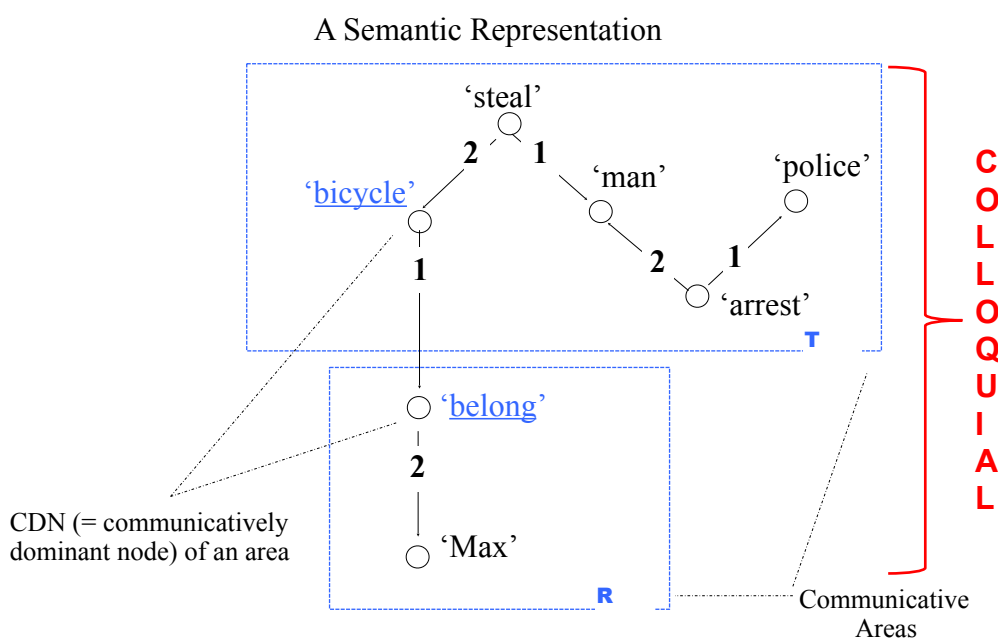 A Semantic Representation
‘steal’
2
1
‘man’
‘police’
‘bicycle’
1
2
1
‘arrest’
T
‘belong’
2
‘Max’
R
CDN (= communicatively
dominant node) of an area
Communicative
Areas
COLLOQUIAL